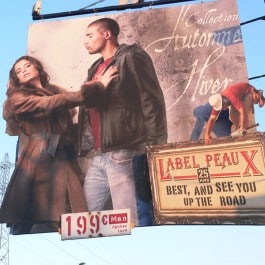 Collection
Automne
Hiver
LABEL PEAUX
25
BEST, AND SEE YOU
UP THE ROAD
199€ Man